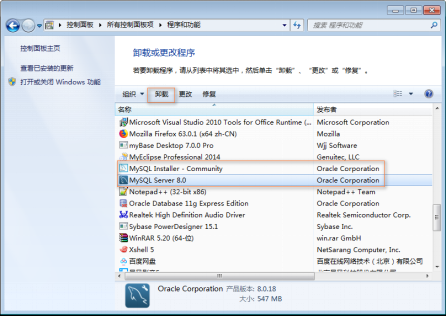 控制面板 ▸ 所有控制面板项 ▸ 程序和功能
搜索 程序和功能
控制面板主页
查看已安装的更新
打开或关闭 Windows 功能
卸载或更改程序
若要卸载程序，请从列表中将其选中，然后单击“卸载”、“更改”或“修复”。
组织 卸载 更改 修复
名称 发布者
Microsoft Visual Studio 2010 Tools for Office Runtime (... Microsoft Corporation
Mozilla Firefox 63.0.1 (x64 zh-CN) Mozilla
myBase Desktop 7.0.0 Pro Wjj Software
MyEclipse Professional 2014 Genuitec, LLC
MySQL Installer - Community Oracle Corporation
MySQL Server 8.0 Oracle Corporation
Notepad++ (32-bit x86) Notepad++ Team
Oracle Database 11g Express Edition Oracle Corporation
Realtek High Definition Audio Driver Realtek Semiconductor Corp.
Sybase PowerDesigner 15.1 Sybase Inc.
WinRAR 5.20 (64-位) win.rar GmbH
Xshell 5 NetSarang Computer, Inc.
百度网盘 百度在线网络技术（北京）有限公司
Oracle Corporation 产品版本: 8.0.18
大小: 547 MB